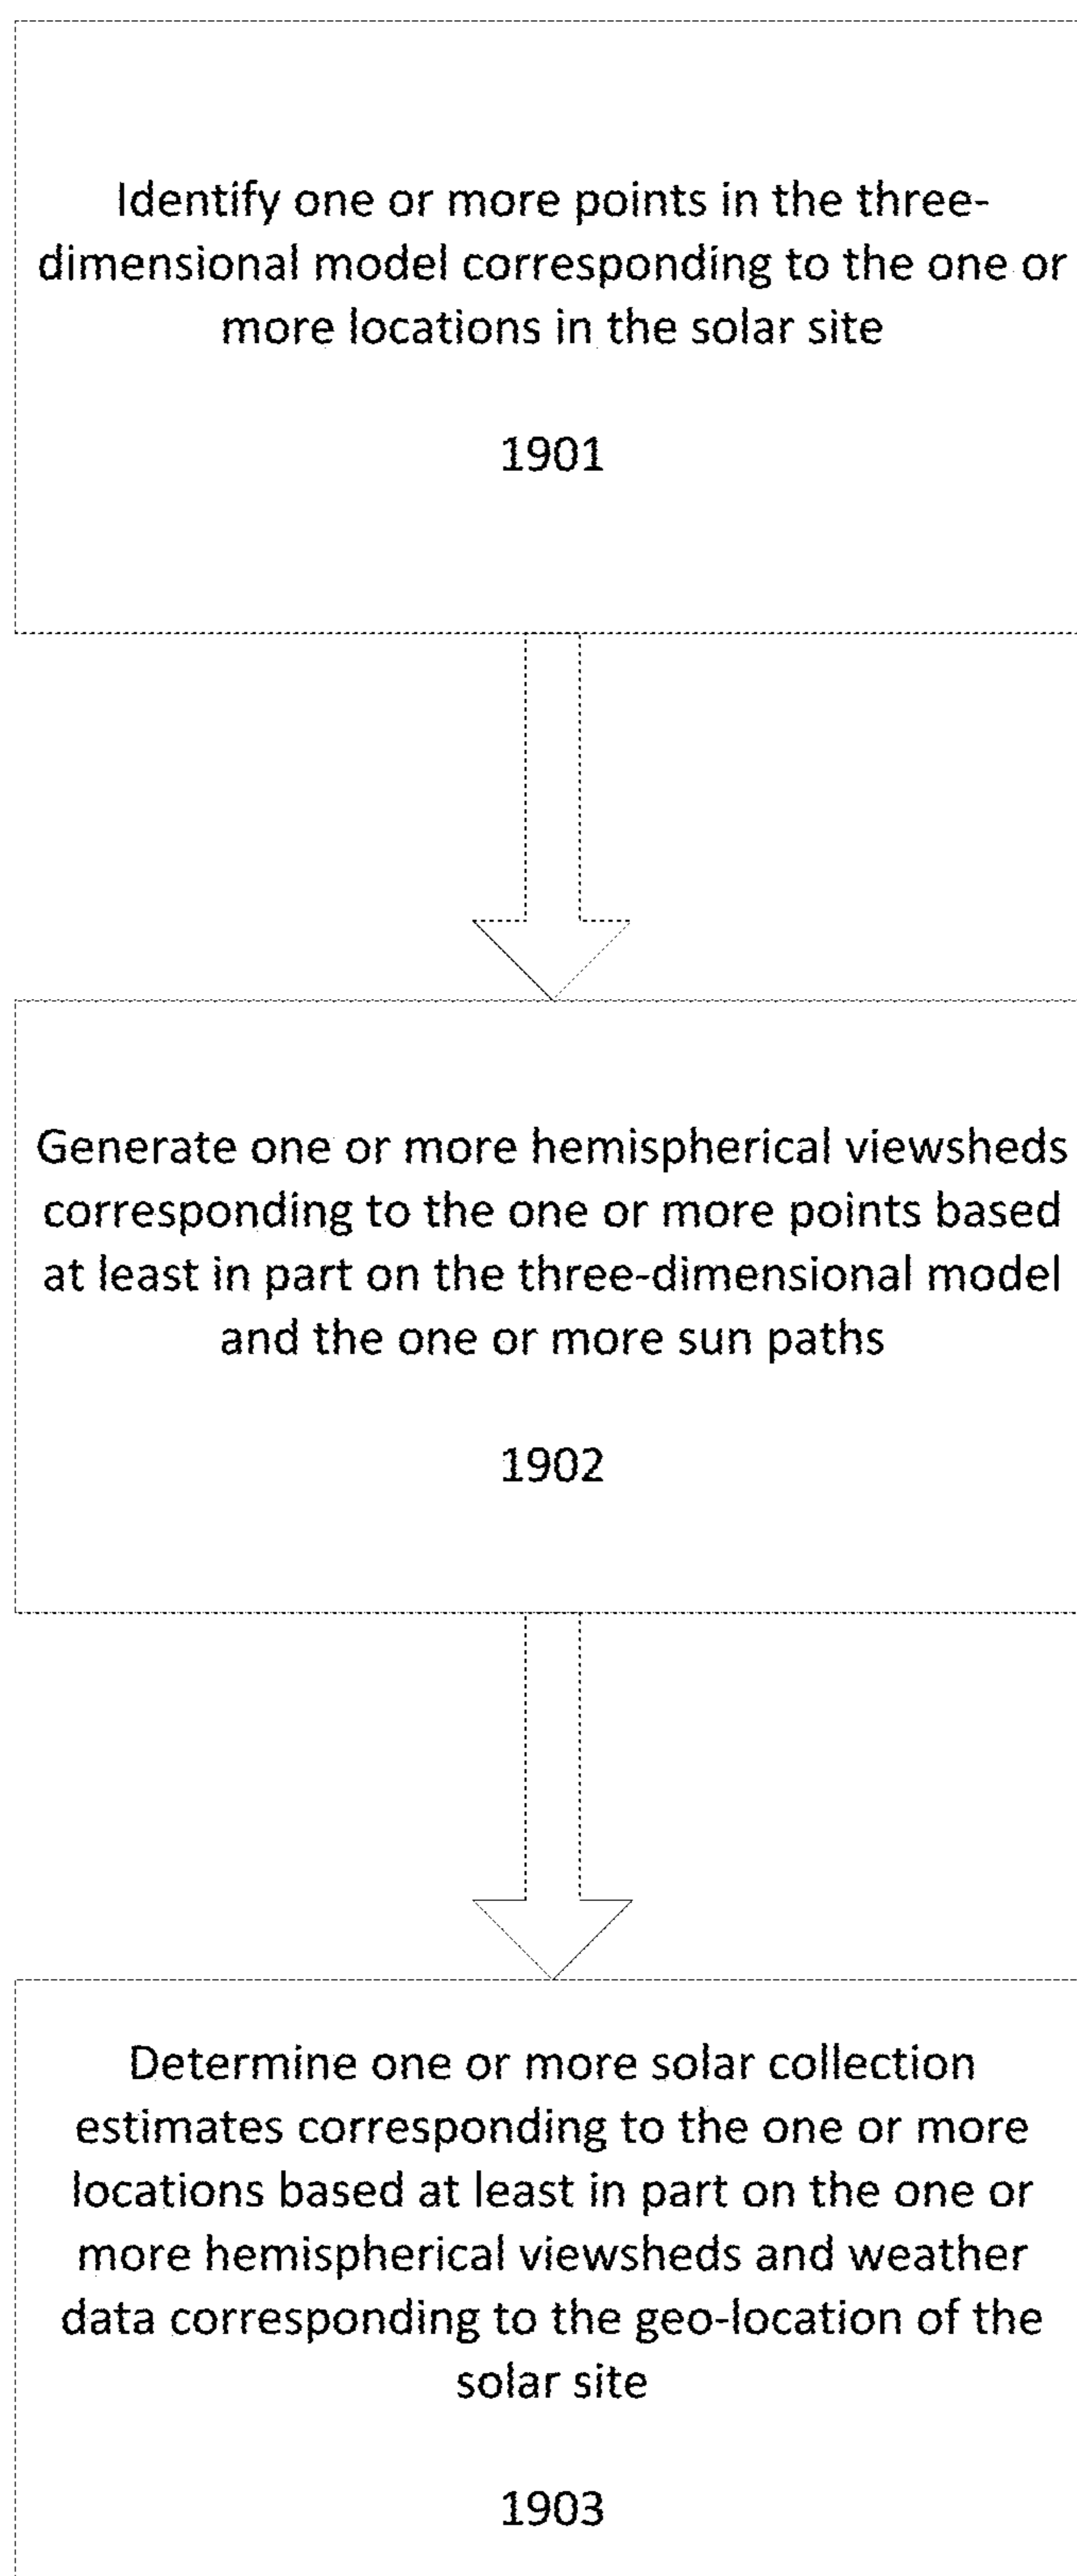 Identify one or more points in the three-
dimensional model corresponding to the one or
more locations in the solar site
1901
Generate one or more hemispherical viewsheds
corresponding to the one or more points based
at least in part on the three-dimensional model
and the one or more sun paths
1902
Determine one or more solar collection
estimates corresponding to the one or more
locations based at least in part on the one or
more hemispherical viewsheds and weather
data corresponding to the geo-location of the
solar site
1903